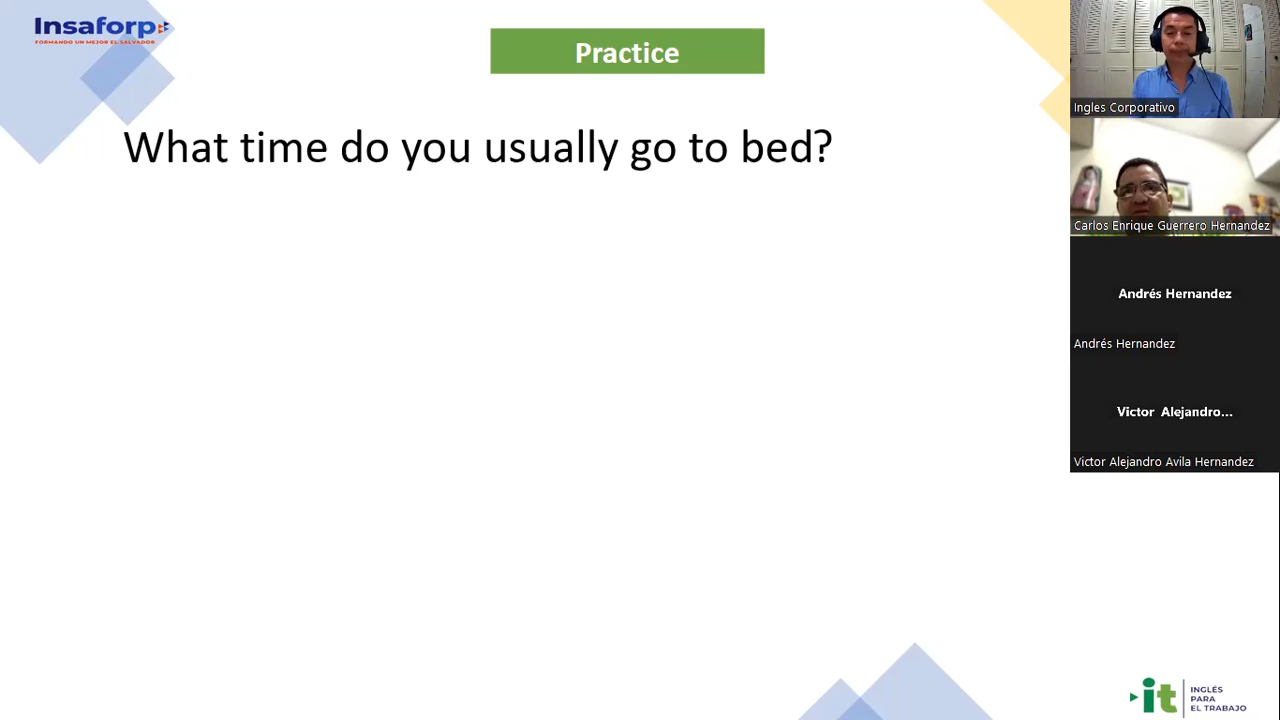 Insaforp
FORMANDO UN MEJOR EL SALVADOR
Practice
What time do you usually go to bed?
Ingles Corporativo
Carlos Enrique Guerrero Hernandez
Andrés Hernandez
Andrés Hernandez
Victor Alejandro...
Victor Alejandro Avila Hernandez
it
INGLÉS
PARA
EL TRABAJO